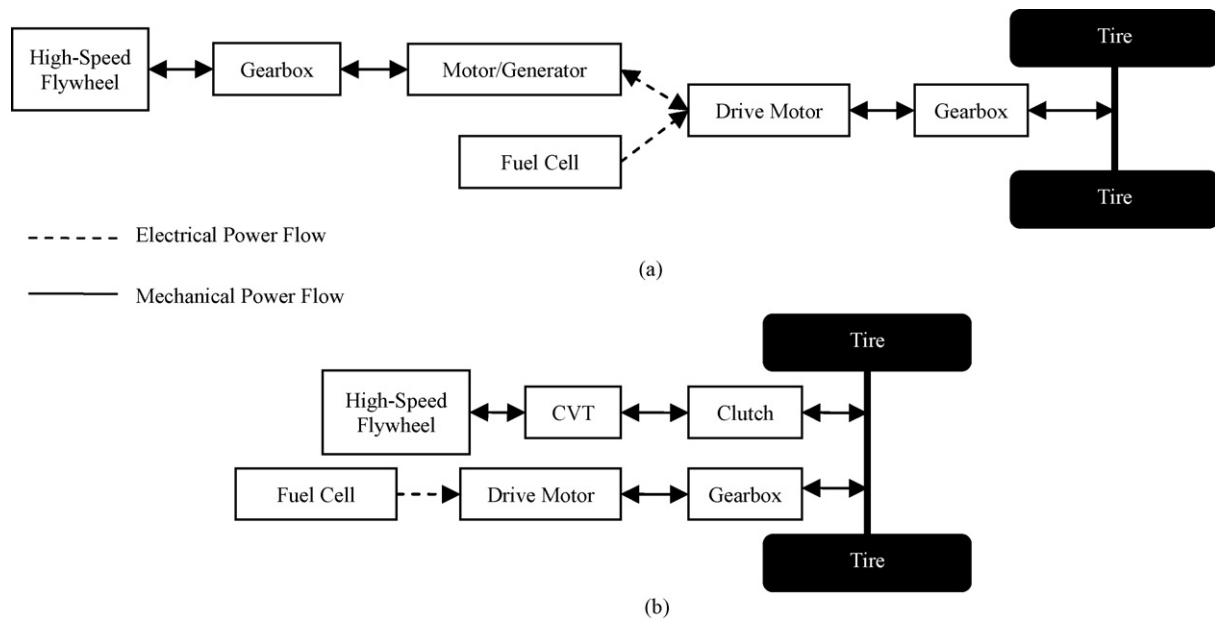 Tire
High-Speed
Flywheel
Gearbox
Motor/Generator
Drive Motor
Gearbox
Fuel Cell
Tire
Electrical Power Flow
(a)
Mechanical Power Flow
Tire
High-Speed
Flywheel
CVT
Clutch
Fuel Cell
Drive Motor
Gearbox
Tire
(b)